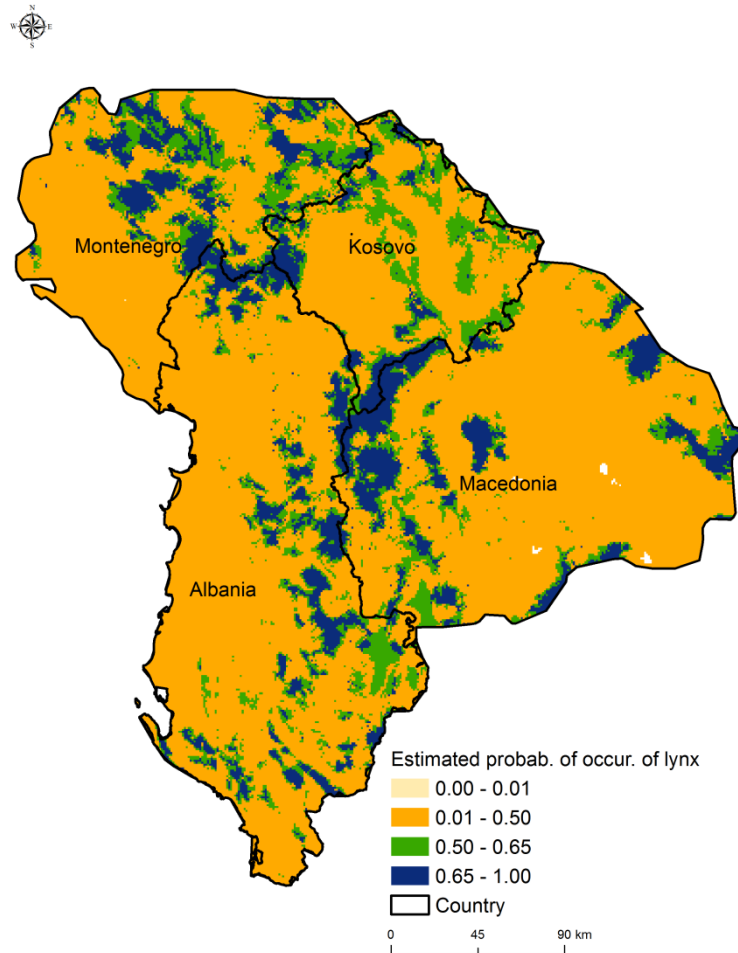 N
W E
S
Montenegro
Kosovo
Macedonia
Albania
Estimated probab. of occur. of lynx
0.00 - 0.01
0.01 - 0.50
0.50 - 0.65
0.65 - 1.00
Country
0 45 90 km